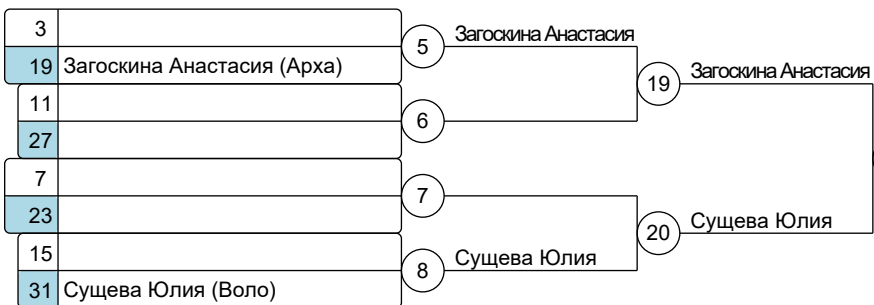 3
19 Загоскина Анастасия (Арха)
11
27
7
23
15
31 Сущева Юлия (Воло)
5 Загоскина Анастасия
6
7
8 Сущева Юлия
19 Загоскина Анастасия
20 Сущева Юлия